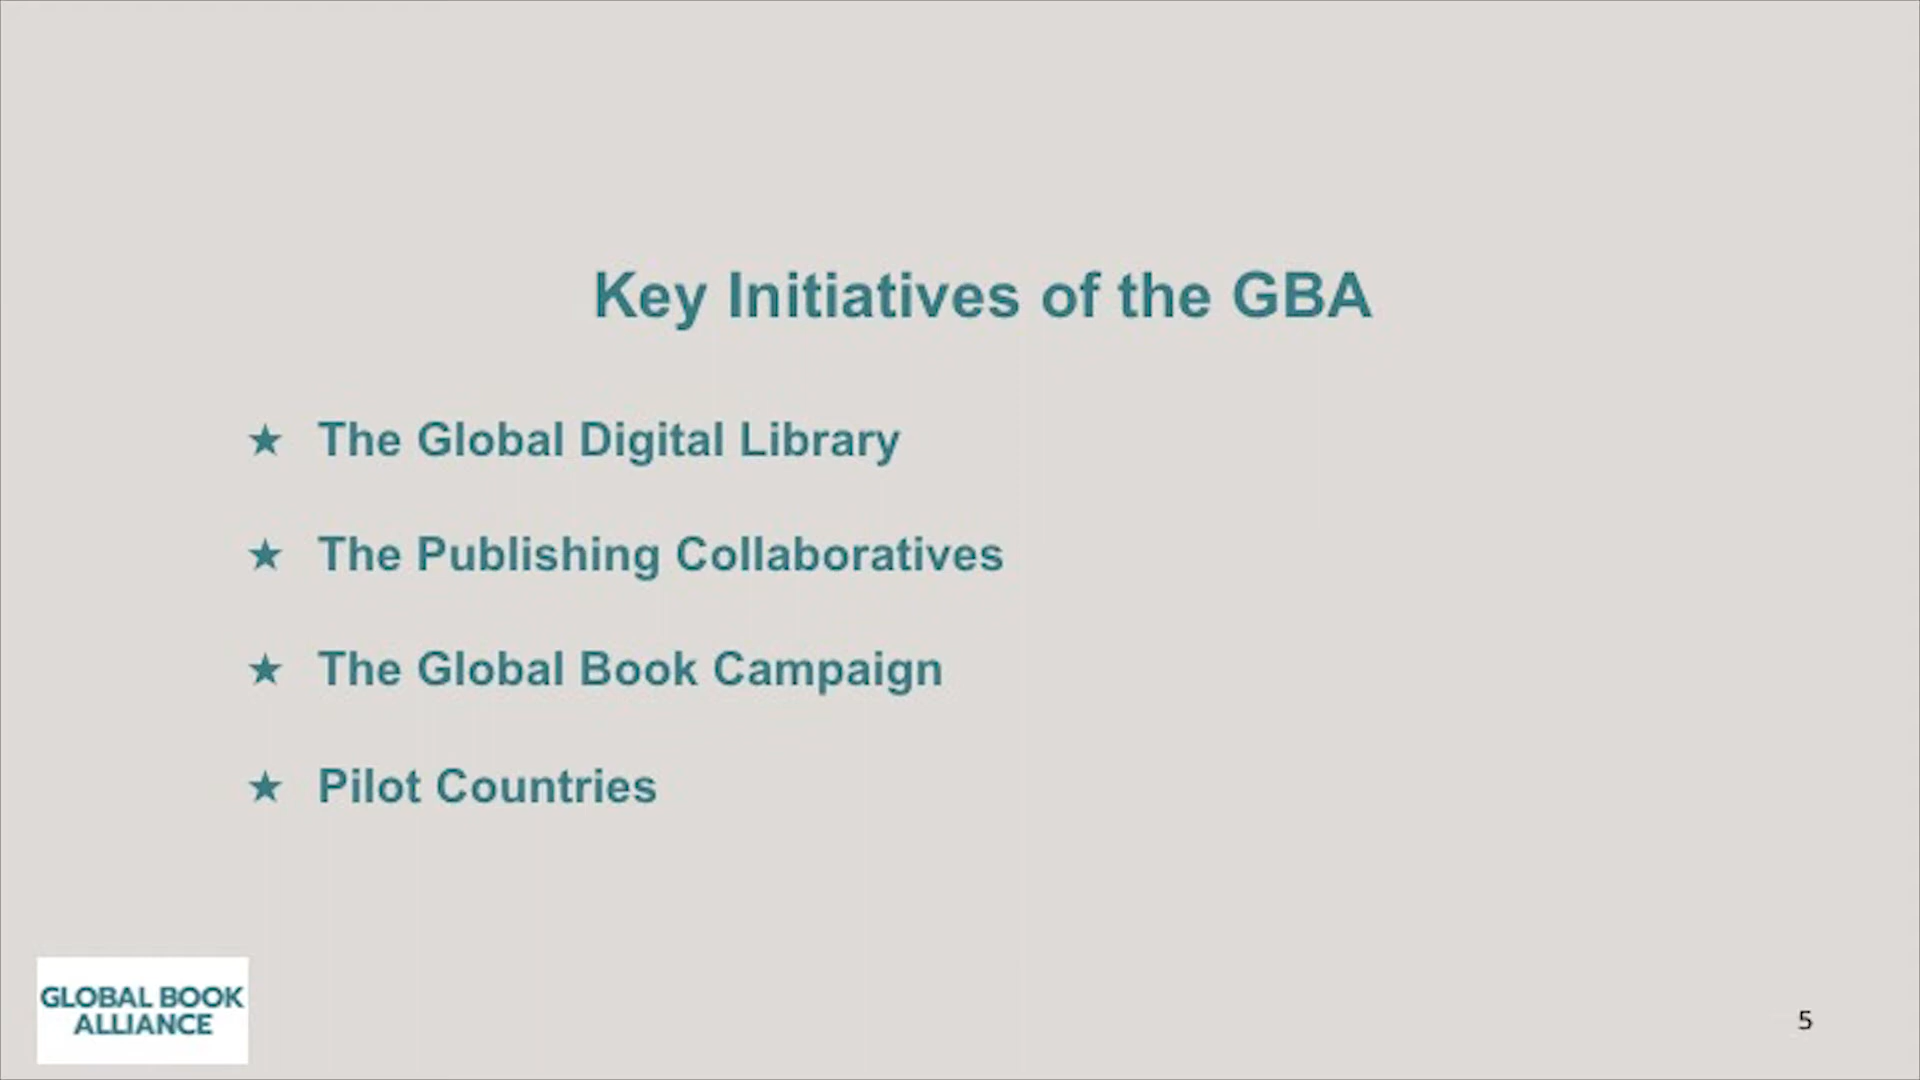 Key Initiatives of the GBA
★ The Global Digital Library
★ The Publishing Collaboratives
★ The Global Book Campaign
★ Pilot Countries
GLOBAL BOOK
ALLIANCE
5